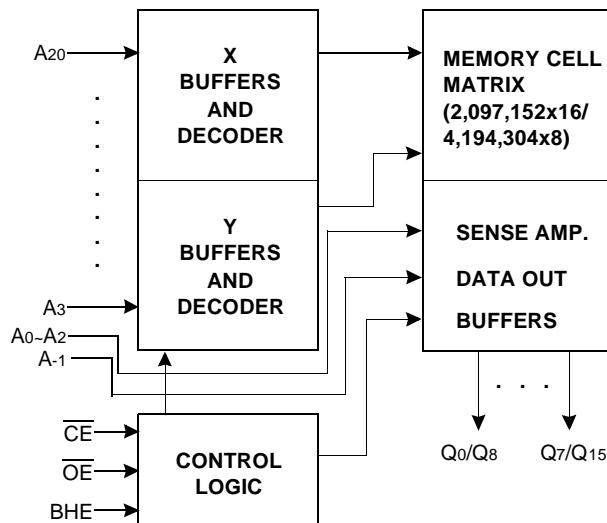 A20
A3
A0~A2
A-1
X
BUFFERS
AND
DECODER
Y
BUFFERS
AND
DECODER
MEMORY CELL
MATRIX
(2,097,152x16/
4,194,304x8)
SENSE AMP.
DATA OUT
BUFFERS
CE
OE
BHE
CONTROL
LOGIC
Q0/Q8
Q7/Q15